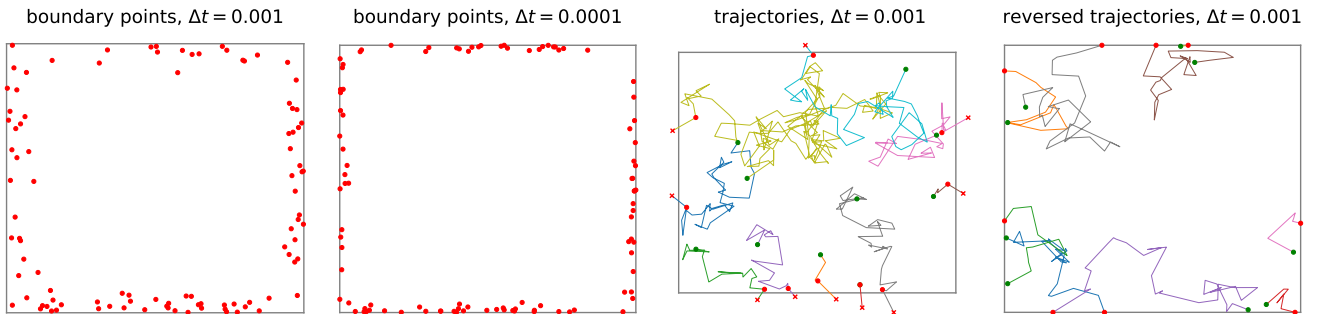 boundary points, Δt = 0.001
boundary points, Δt = 0.0001
trajectories, Δt = 0.001
reversed trajectories, Δt = 0.001